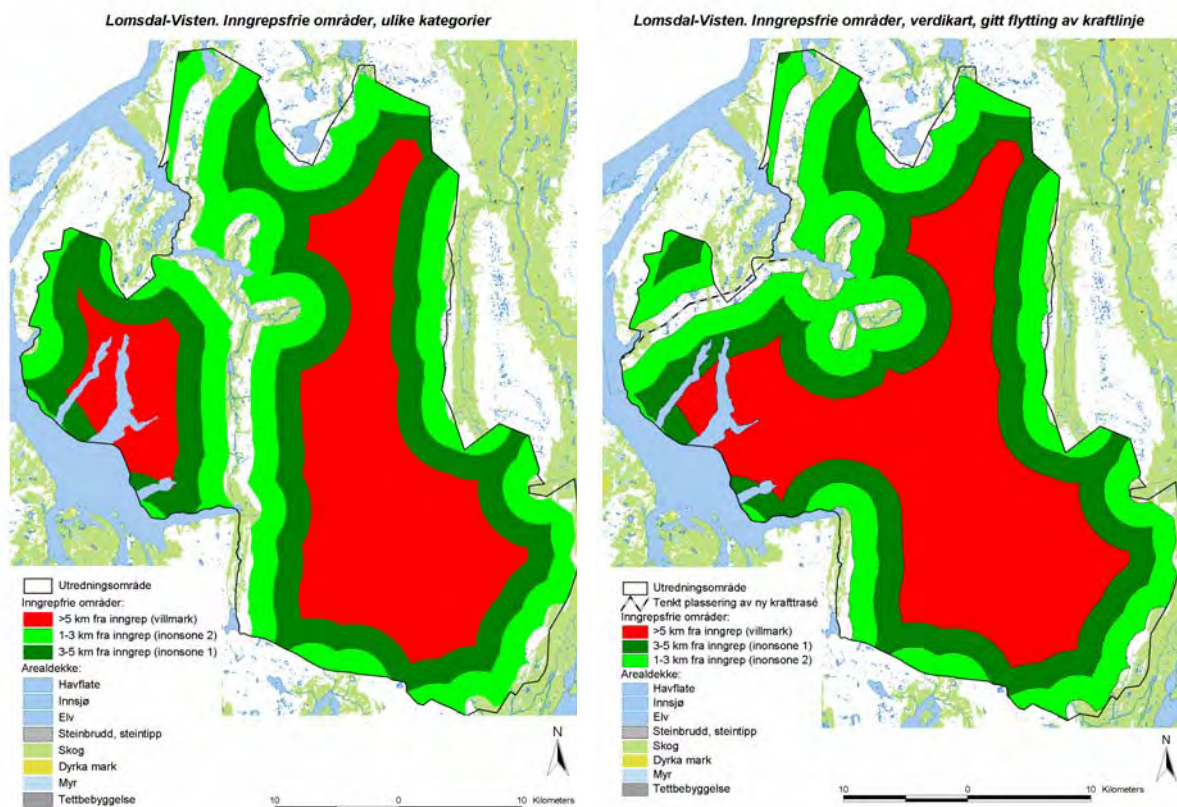 Lomsdal-Visten. Inngrepsfrie områder, ulike kategorier
Utredningsområde
Inngrepfrie områder:
>5 km fra inngrep (villmark)
1-3 km fra inngrep (inonsone 2)
3-5 km fra inngrep (inonsone 1)
Arealdekke:
Havflate
Innsjø
Elv
Steinbrudd, steintipp
Skog
Dyrka mark
Myr
Tettbebyggelse
N
10 0 10 Kilometers
Lomsdal-Visten. Inngrepsfrie områder, verdikart, gitt flytting av kraftlinje
Utredningsområde
Tenkt plassering av ny krafttrasé
Inngrepsfrie områder:
>5 km fra inngrep (villmark)
3-5 km fra inngrep (inonsone 1)
1-3 km fra inngrep (inonsone 2)
Arealdekke:
Havflate
Innsjø
Elv
Steinbrudd, steintipp
Skog
Dyrka mark
Myr
Tettbebyggelse
N
10 0 10 Kilometers